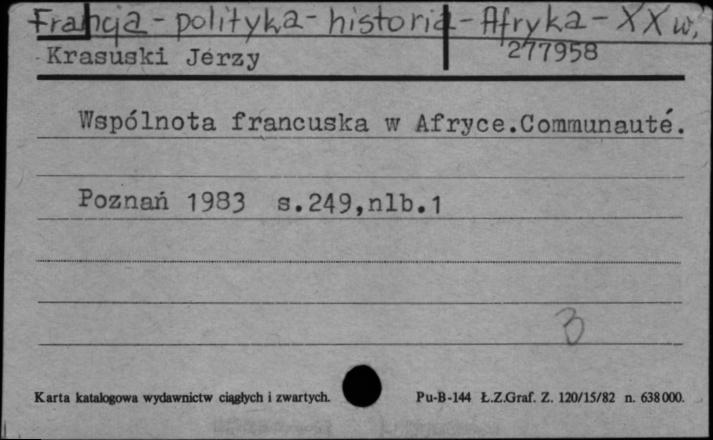 Francja - polityka - historia - Afryka - XX w.
Krasuski Jerzy 277958
Wspólnota francuska w Afryce.Communauté.
Poznań 1983 s.249,nlb.1
3
Karta katalogowa wydawnictw ciągłych i zwartych. Pu-B-144 Ł.Z.Graf. Z. 120/15/82 n. 638000.